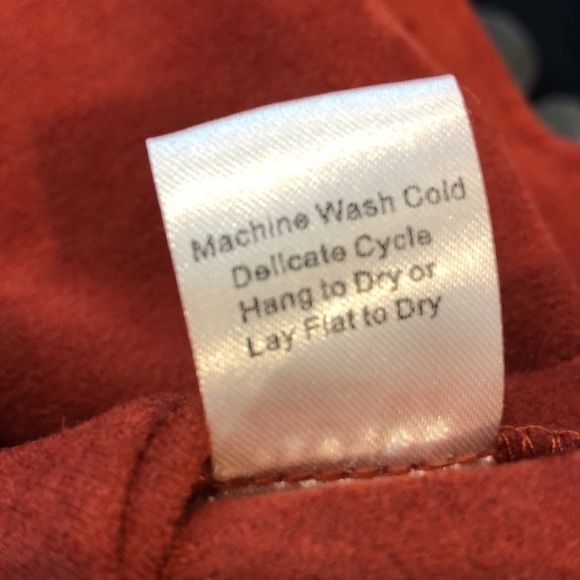 Machine Wash Cold
Delicate Cycle
Hang to Dry or
Lay Flat to Dry